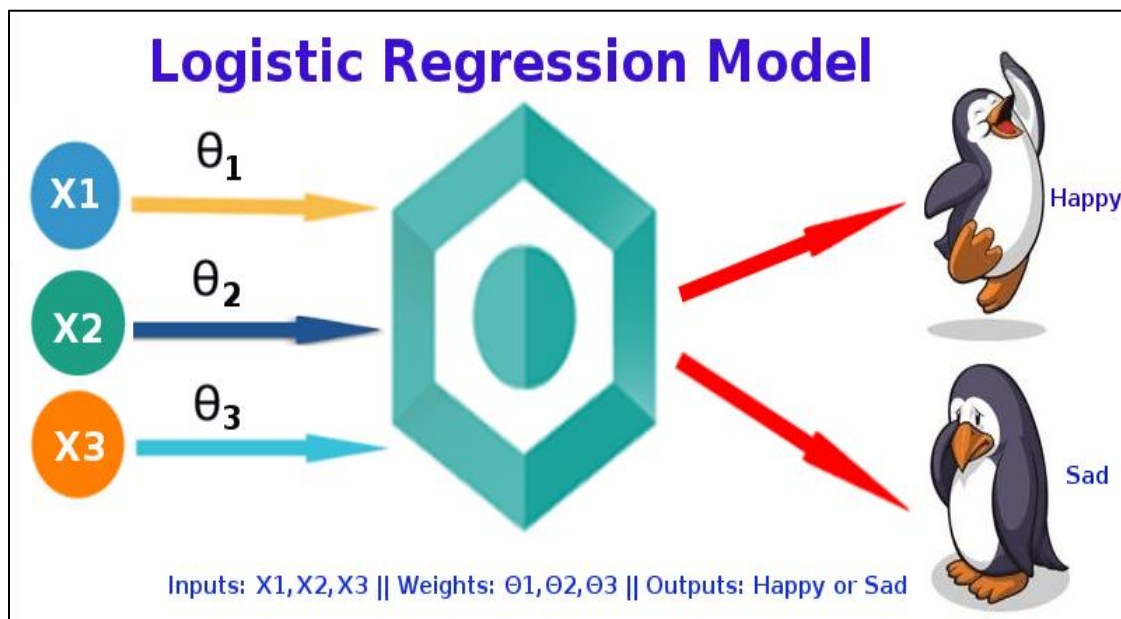 Logistic Regression Model
X1
θ1
X2
θ2
X3
θ3
Happy
Sad
Inputs: X1,X2,X3 || Weights: Θ1,Θ2,Θ3 || Outputs: Happy or Sad